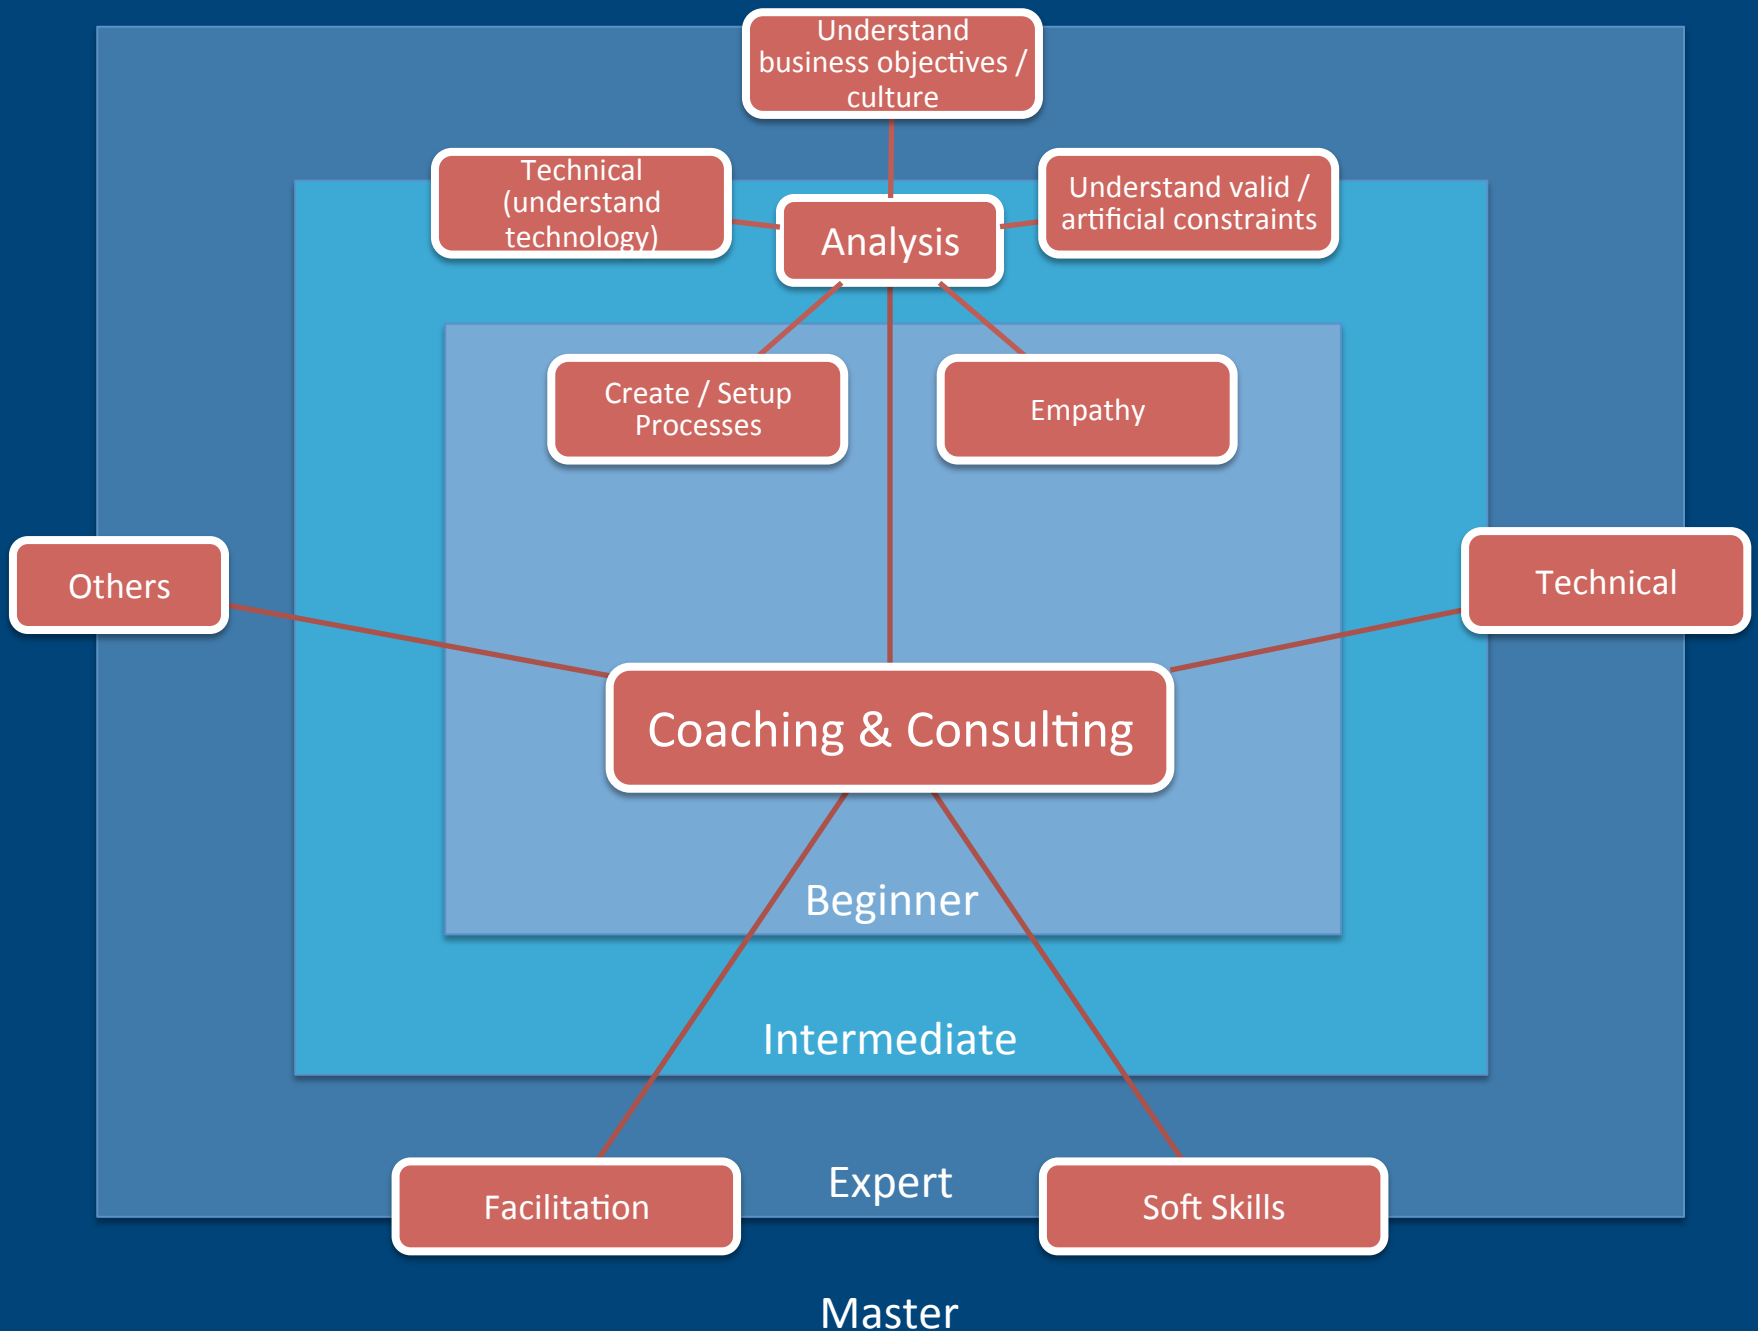 Understand
business objectives /
culture
Technical
(understand
technology)
Understand valid /
artificial constraints
Analysis
Create / Setup
Processes
Empathy
Others
Technical
Coaching & Consulting
Beginner
Intermediate
Expert
Facilitation
Soft Skills
Master